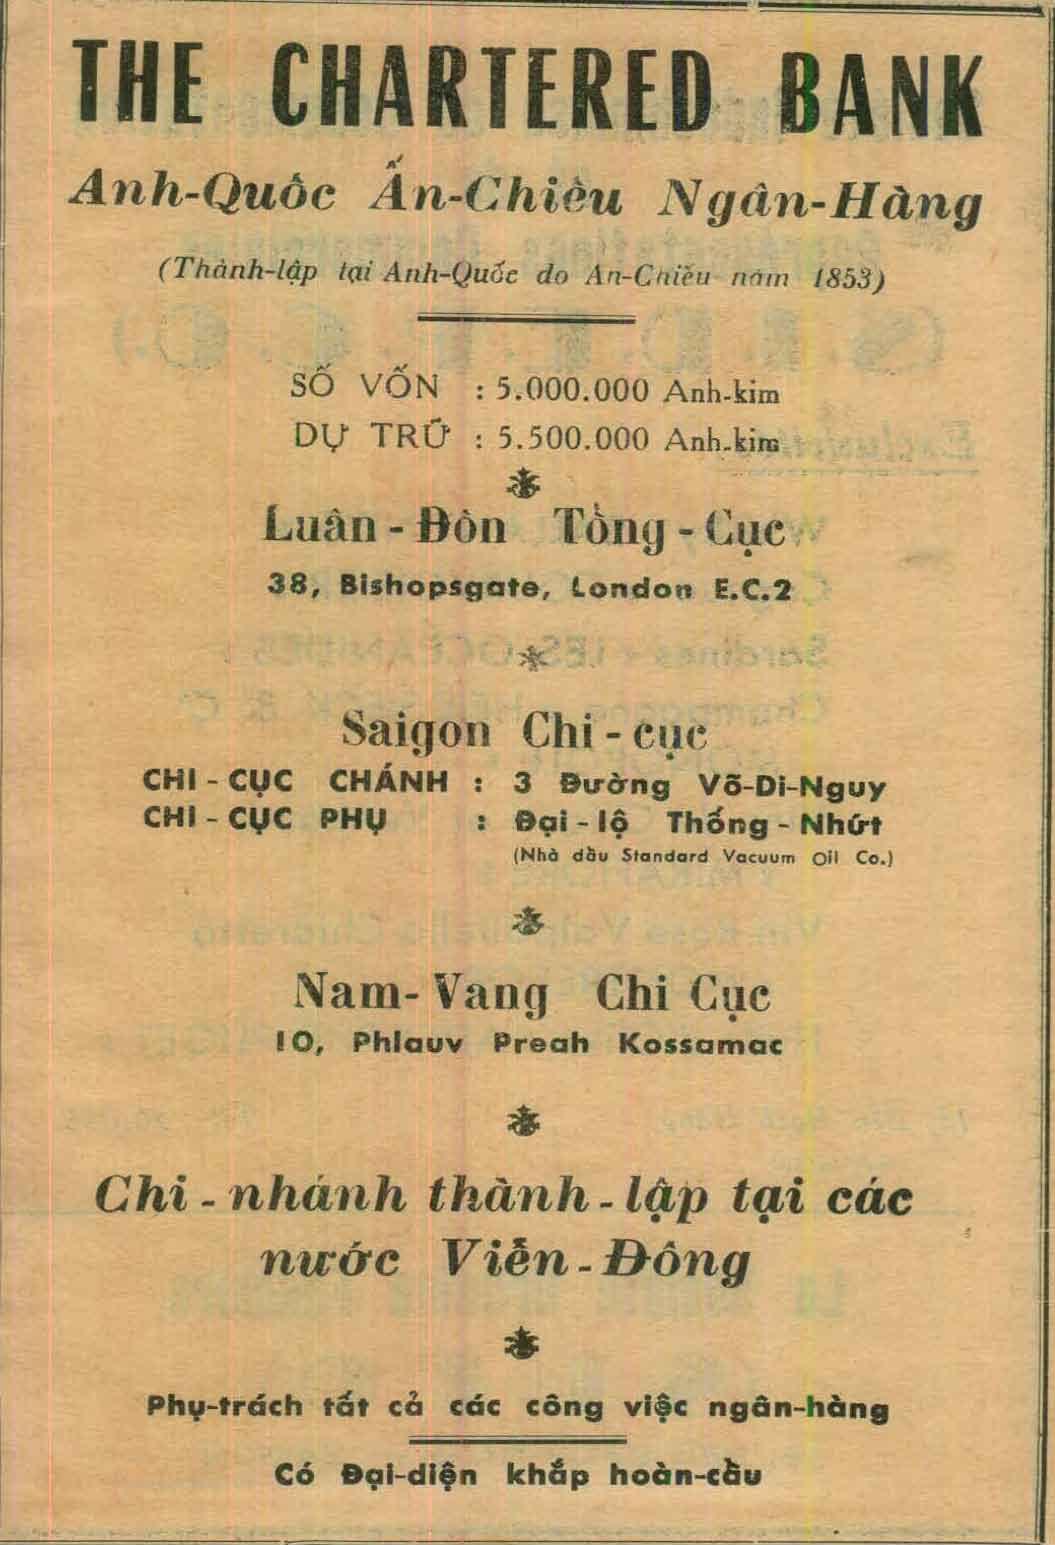 THE CHARTERED BANK
Anh-Quôc Ấn-Chiêu Ngân-Hàng
(Thành-lập tại Anh-Quốc do An-Chiếu năm 1853)
SỐ VỐN : 5.000.000 Anh-kim
DỰ TRỮ : 5.500.000 Anh-kim
Luân - Đôn Tổng - Cục
38, Bishopsgate, London E.C.2
Saigon Chi - cục
CHI - CỤC CHÁNH : 3 Đường Võ-Di-Nguy
CHI - CỤC PHỤ : Đại - lộ Thống - Nhứt
(Nhà dầu Standard Vacuum Oil Co.)
Nam- Vang Chi Cục
10, Phlauv Preah Kossamac
Chi - nhánh thành - lập tại các
nước Viễn - Đông
Phụ-trách tất cả các công việc ngân-hàng
Có Đại-diện khắp hoàn-cầu